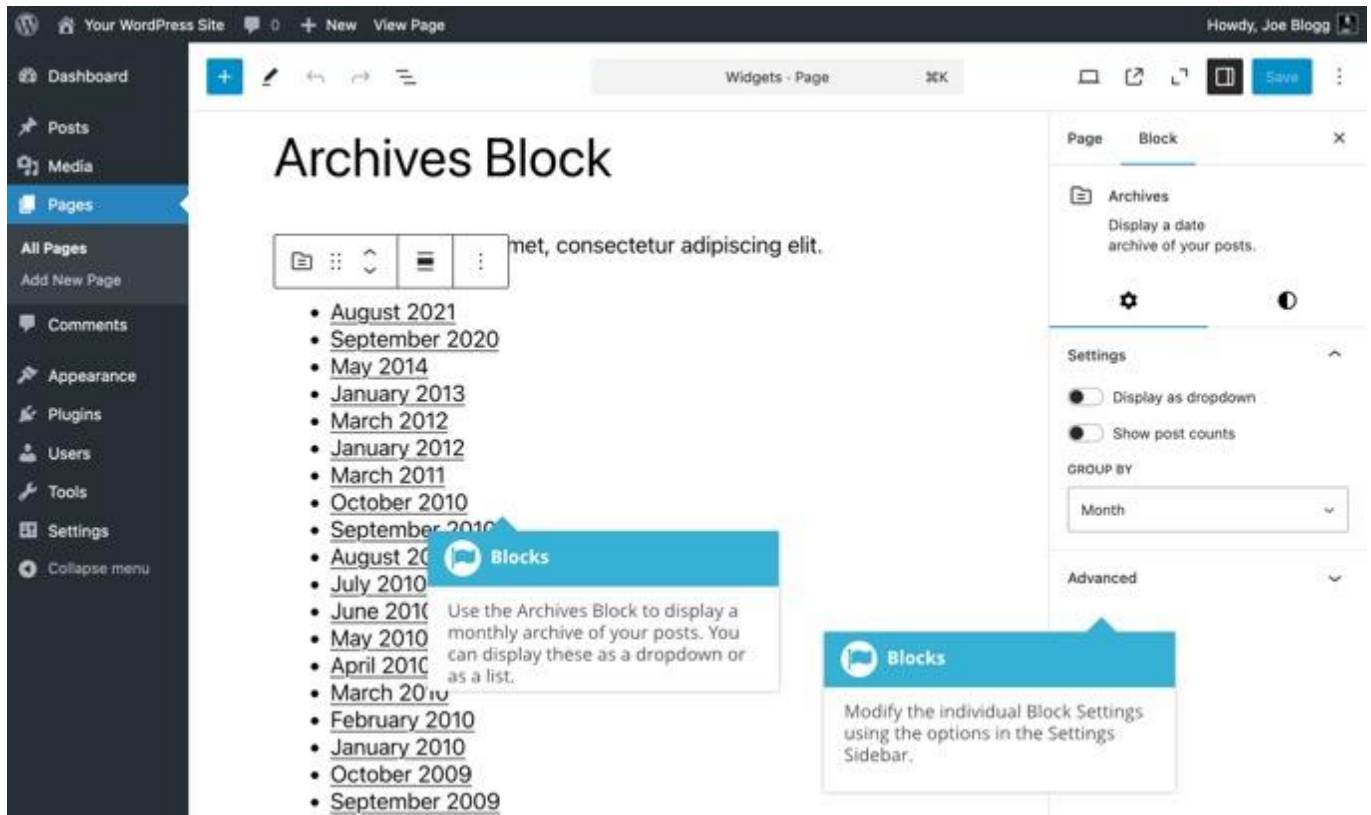 Your WordPress Site 0 + New View Page Howdy, Joe Blogg
Dashboard
Posts
Media
Pages
All Pages
Add New Page
Comments
Appearance
Plugins
Users
Tools
Settings
Collapse menu
Widgets · Page ⌘K
Save
Archives Block
met, consectetur adipiscing elit.
• August 2021
• September 2020
• May 2014
• January 2013
• March 2012
• January 2012
• March 2011
• October 2010
• September 2010
• August 20
• July 2010
• June 2010
• May 2010
• April 2010
• March 2010
• February 2010
• January 2010
• October 2009
• September 2009
Blocks
Use the Archives Block to display a
monthly archive of your posts. You
can display these as a dropdown or
as a list.
Page Block
Archives
Display a date
archive of your posts.
Settings
Display as dropdown
Show post counts
GROUP BY
Month
Advanced
Blocks
Modify the individual Block Settings
using the options in the Settings
Sidebar.